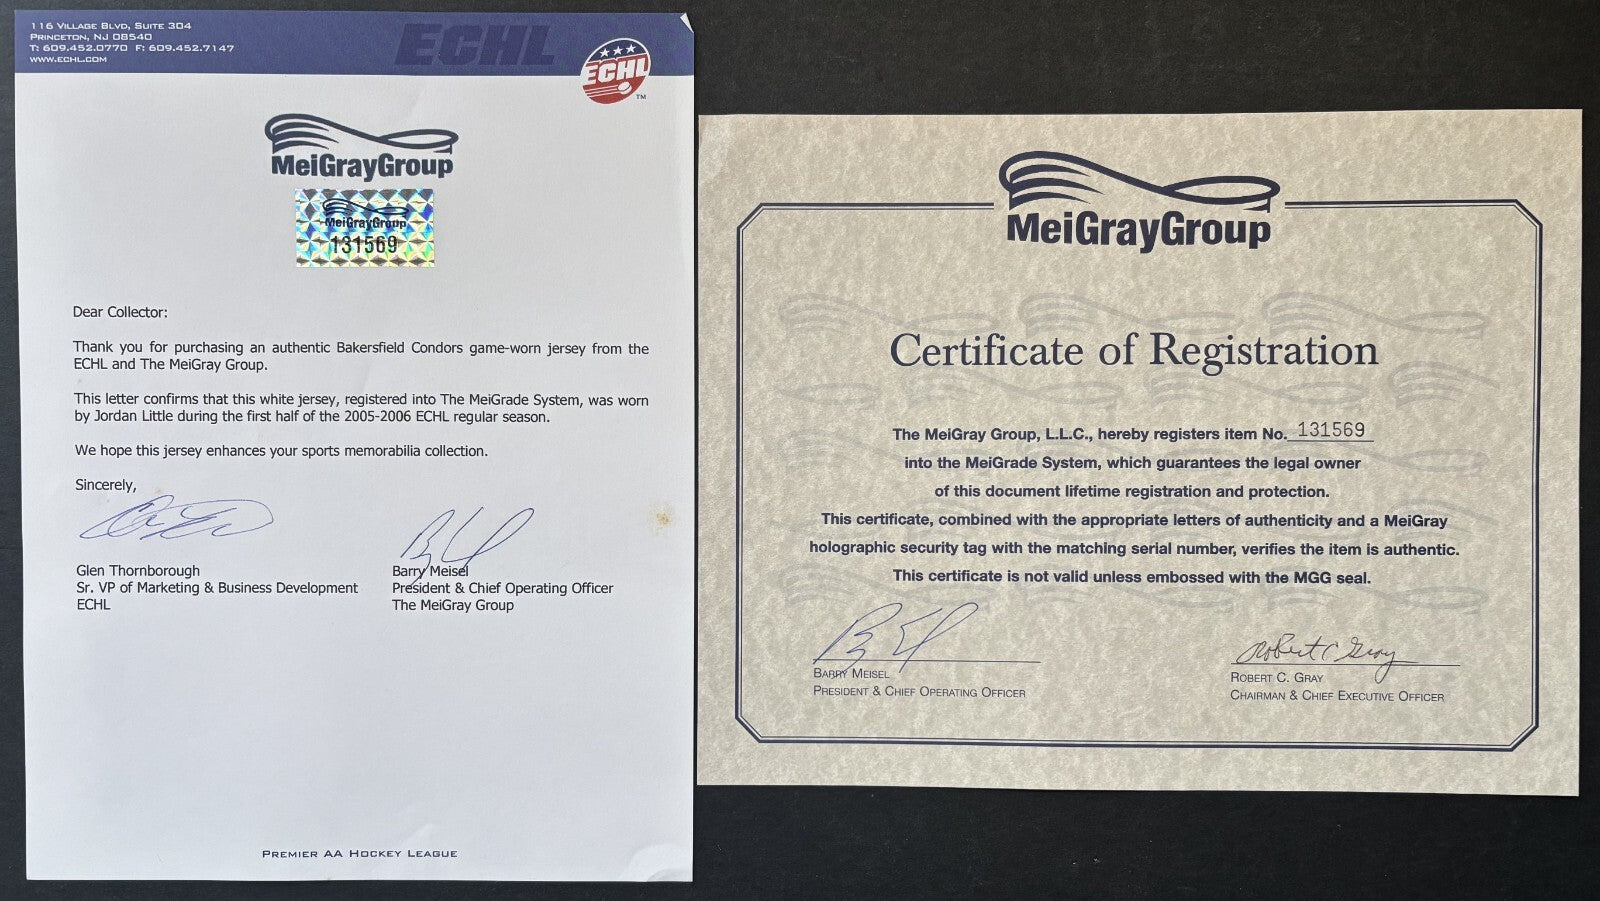 116 Village Blvd, Suite 304
Princeton, NJ 08540
T: 609.452.0770 F: 609.452.7147
www.echl.com
ECHL
ECHL
TM
MeiGrayGroup
MeiGrayGroup
131569
Dear Collector:
Thank you for purchasing an authentic Bakersfield Condors game-worn jersey from the
ECHL and The MeiGray Group.
This letter confirms that this white jersey, registered into The MeiGrade System, was worn
by Jordan Little during the first half of the 2005-2006 ECHL regular season.
We hope this jersey enhances your sports memorabilia collection.
Sincerely,
Glen Thornborough
Sr. VP of Marketing & Business Development
ECHL
Barry Meisel
President & Chief Operating Officer
The MeiGray Group
Premier AA Hockey League
MeiGrayGroup
Certificate of Registration
The MeiGray Group, L.L.C., hereby registers item No. 131569
into the MeiGrade System, which guarantees the legal owner
of this document lifetime registration and protection.
This certificate, combined with the appropriate letters of authenticity and a MeiGray
holographic security tag with the matching serial number, verifies the item is authentic.
This certificate is not valid unless embossed with the MGG seal.
Barry Meisel
President & Chief Operating Officer
Robert C Gray
Robert C. Gray
Chairman & Chief Executive Officer